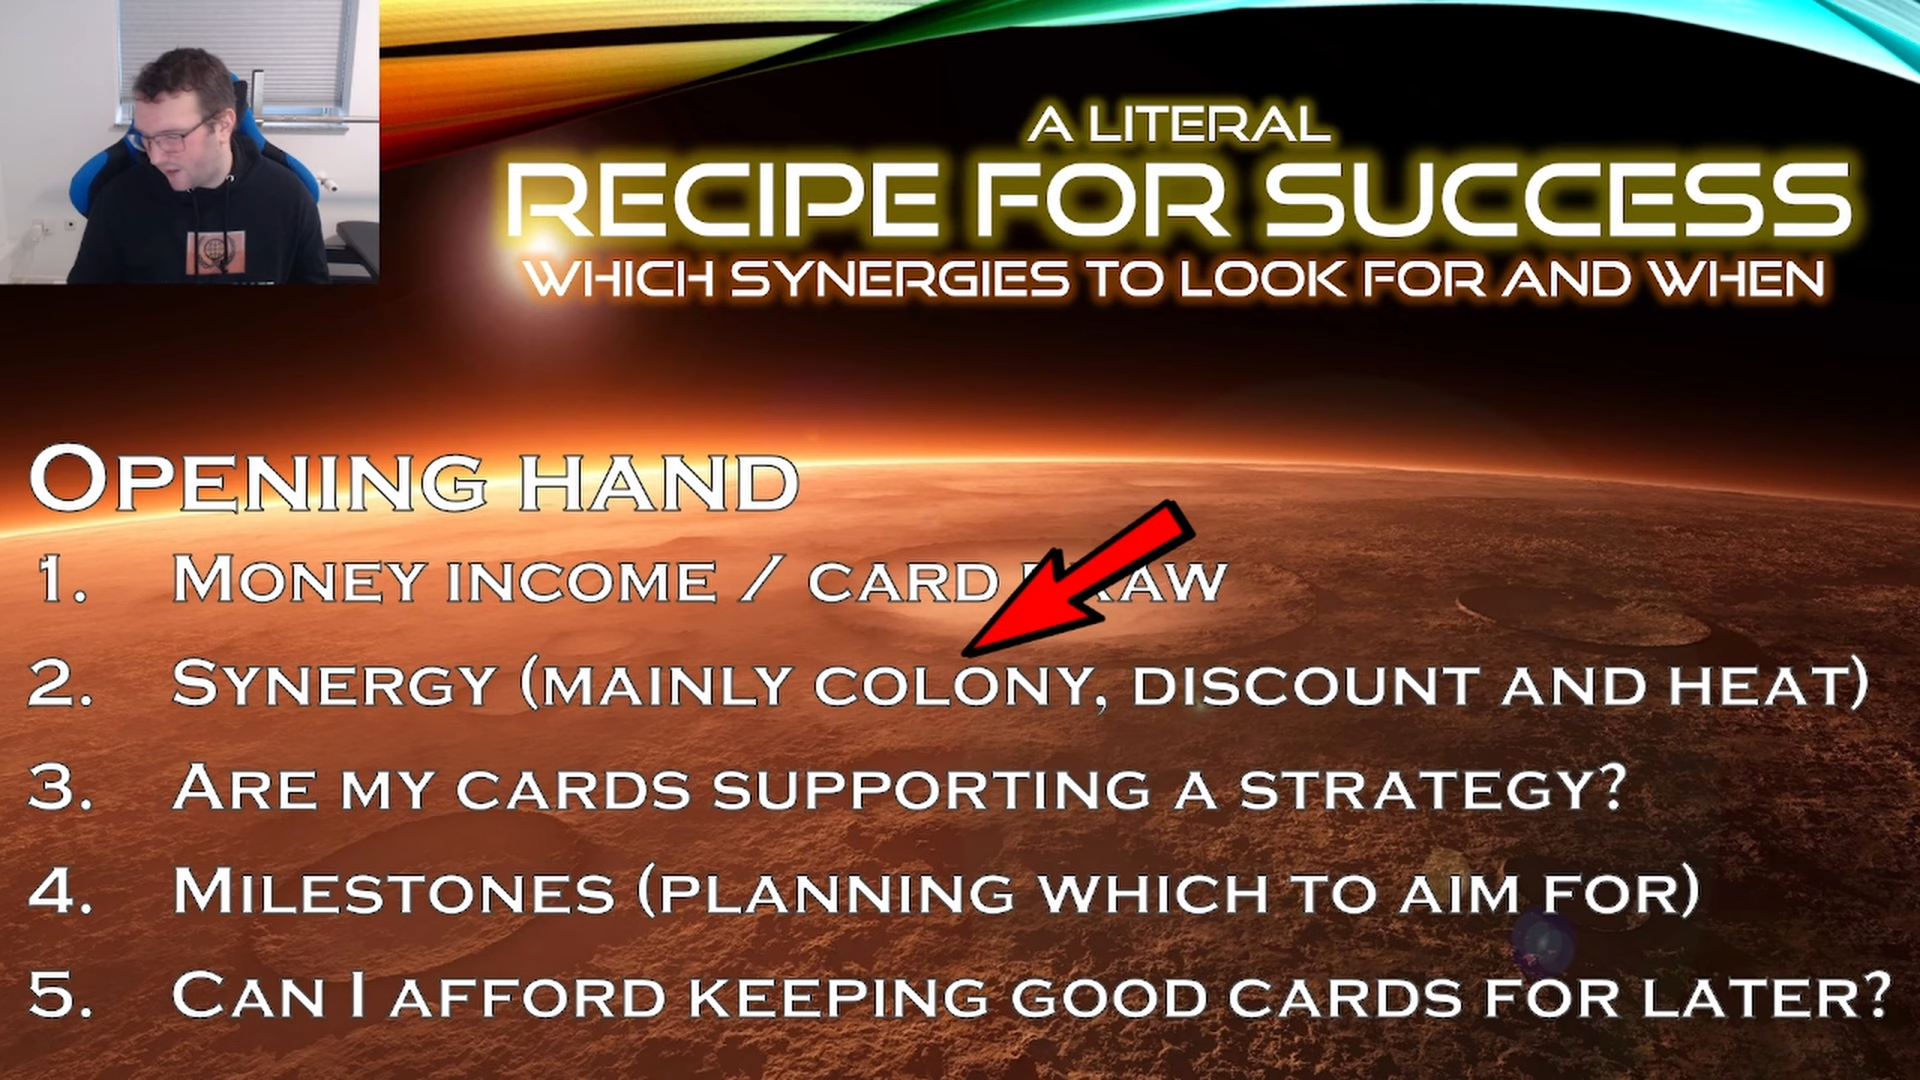 A LITERAL
RECIPE FOR SUCCESS
WHICH SYNERGIES TO LOOK FOR AND WHEN
OPENING HAND
1. MONEY INCOME / CARD
2. SYNERGY (MAINLY COLONY, DISCOUNT AND HEAT)
3. ARE MY CARDS SUPPORTING A STRATEGY?
4. MILESTONES (PLANNING WHICH TO AIM FOR)
5. CAN I AFFORD KEEPING GOOD CARDS FOR LATER?